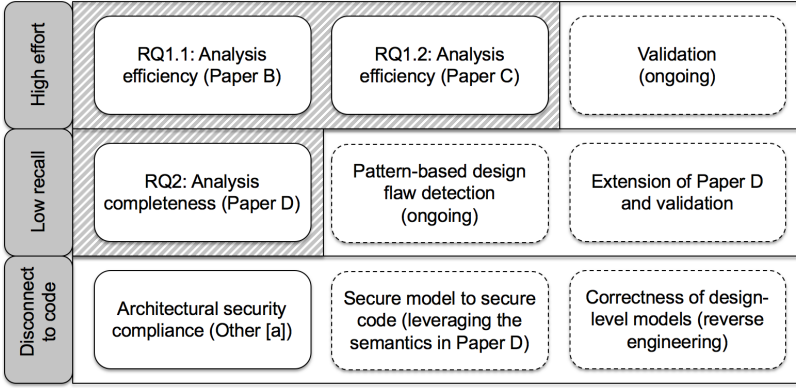 High effort
RQ1.1: Analysis
efficiency (Paper B)
RQ1.2: Analysis
efficiency (Paper C)
Validation
(ongoing)
Low recall
RQ2: Analysis
completeness (Paper D)
Pattern-based design
flaw detection
(ongoing)
Extension of Paper D
and validation
Disconnect
to code
Architectural security
compliance (Other [a])
Secure model to secure
code (leveraging the
semantics in Paper D)
Correctness of design-
level models (reverse
engineering)